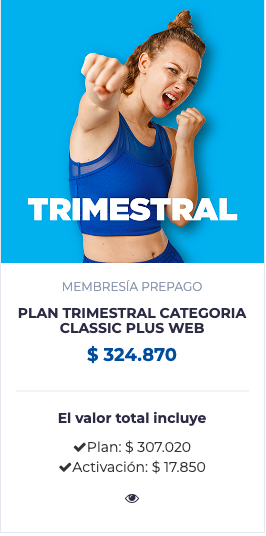 TRIMESTRAL
MEMBRESÍA PREPAGO
PLAN TRIMESTRAL CATEGORIA
CLASSIC PLUS WEB
$ 324.870
El valor total incluye
✔Plan: $ 307.020
✔Activación: $ 17.850